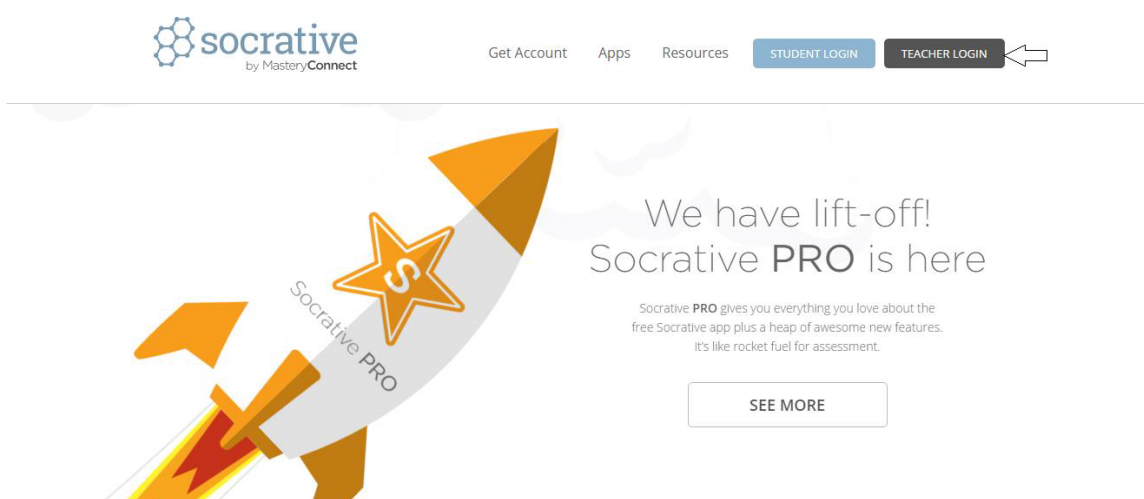 socrative
by MasteryConnect
Get Account Apps Resources STUDENT LOGIN TEACHER LOGIN
We have lift-off!
Socrative PRO is here
Socrative PRO gives you everything you love about the
free Socrative app plus a heap of awesome new features.
It's like rocket fuel for assessment.
SEE MORE
S
Socrative PRO